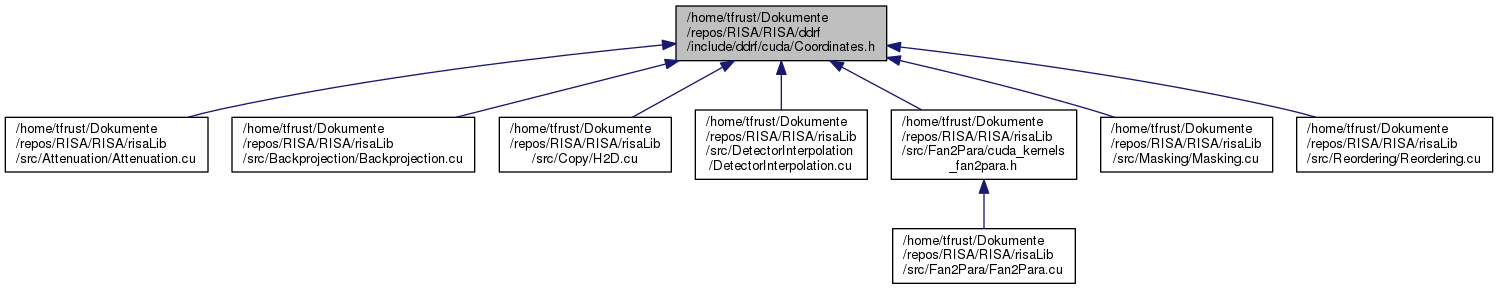 /home/tfrust/Dokumente
/repos/RISA/RISA/ddrf
/include/ddrf/cuda/Coordinates.h
/home/tfrust/Dokumente
/repos/RISA/RISA/risaLib
/src/Attenuation/Attenuation.cu
/home/tfrust/Dokumente
/repos/RISA/RISA/risaLib
/src/Backprojection/Backprojection.cu
/home/tfrust/Dokumente
/repos/RISA/RISA/risaLib
/src/Copy/H2D.cu
/home/tfrust/Dokumente
/repos/RISA/RISA/risaLib
/src/DetectorInterpolation
/DetectorInterpolation.cu
/home/tfrust/Dokumente
/repos/RISA/RISA/risaLib
/src/Fan2Para/cuda_kernels
_fan2para.h
/home/tfrust/Dokumente
/repos/RISA/RISA/risaLib
/src/Masking/Masking.cu
/home/tfrust/Dokumente
/repos/RISA/RISA/risaLib
/src/Reordering/Reordering.cu
/home/tfrust/Dokumente
/repos/RISA/RISA/risaLib
/src/Fan2Para/Fan2Para.cu